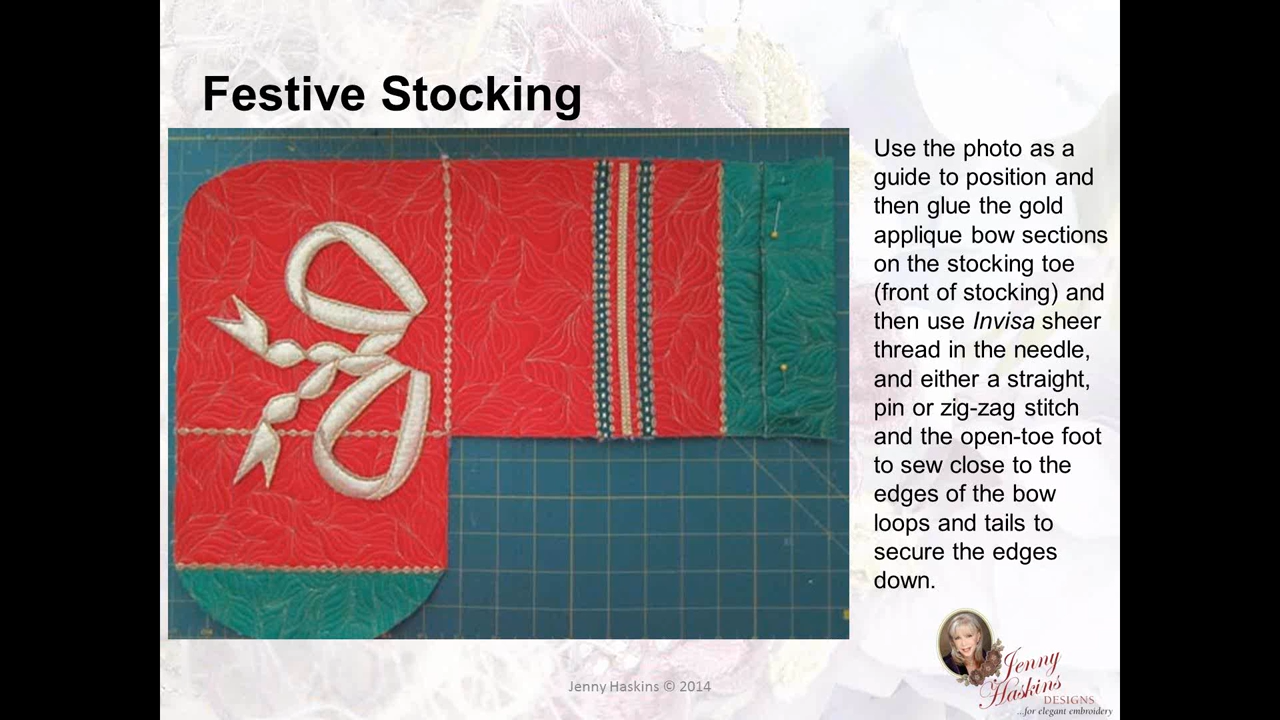 Festive Stocking
Use the photo as a
guide to position and
then glue the gold
applique bow sections
on the stocking toe
(front of stocking) and
then use Invisa sheer
thread in the needle,
and either a straight,
pin or zig-zag stitch
and the open-toe foot
to sew close to the
edges of the bow
loops and tails to
secure the edges
down.
Jenny
Haskins
DESIGNS
...for elegant embroidery
Jenny Haskins © 2014